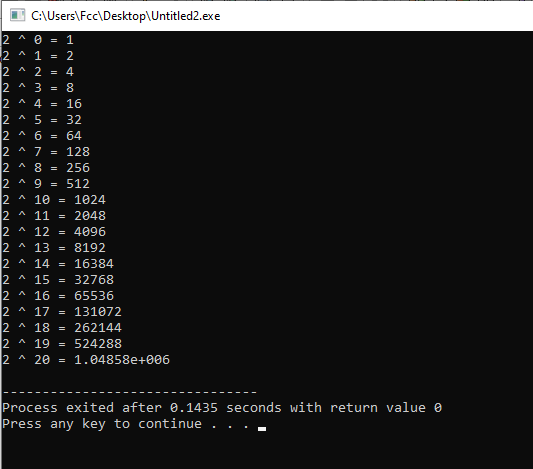 C:\Users\Fcc\Desktop\Untitled2.exe
2 ^ 0 = 1
2 ^ 1 = 2
2 ^ 2 = 4
2 ^ 3 = 8
2 ^ 4 = 16
2 ^ 5 = 32
2 ^ 6 = 64
2 ^ 7 = 128
2 ^ 8 = 256
2 ^ 9 = 512
2 ^ 10 = 1024
2 ^ 11 = 2048
2 ^ 12 = 4096
2 ^ 13 = 8192
2 ^ 14 = 16384
2 ^ 15 = 32768
2 ^ 16 = 65536
2 ^ 17 = 131072
2 ^ 18 = 262144
2 ^ 19 = 524288
2 ^ 20 = 1.04858e+006
--------------------------------
Process exited after 0.1435 seconds with return value 0
Press any key to continue . . .